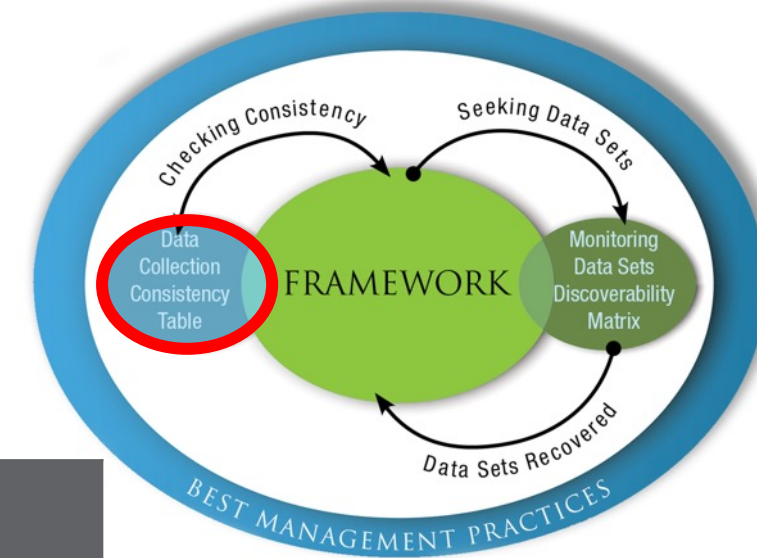 Checking Consistency
Seeking Data Sets
Data
Collection
Consistency
Table
FRAMEWORK
Monitoring
Data Sets
Discoverability
Matrix
Data Sets Recovered
BEST MANAGEMENT PRACTICES